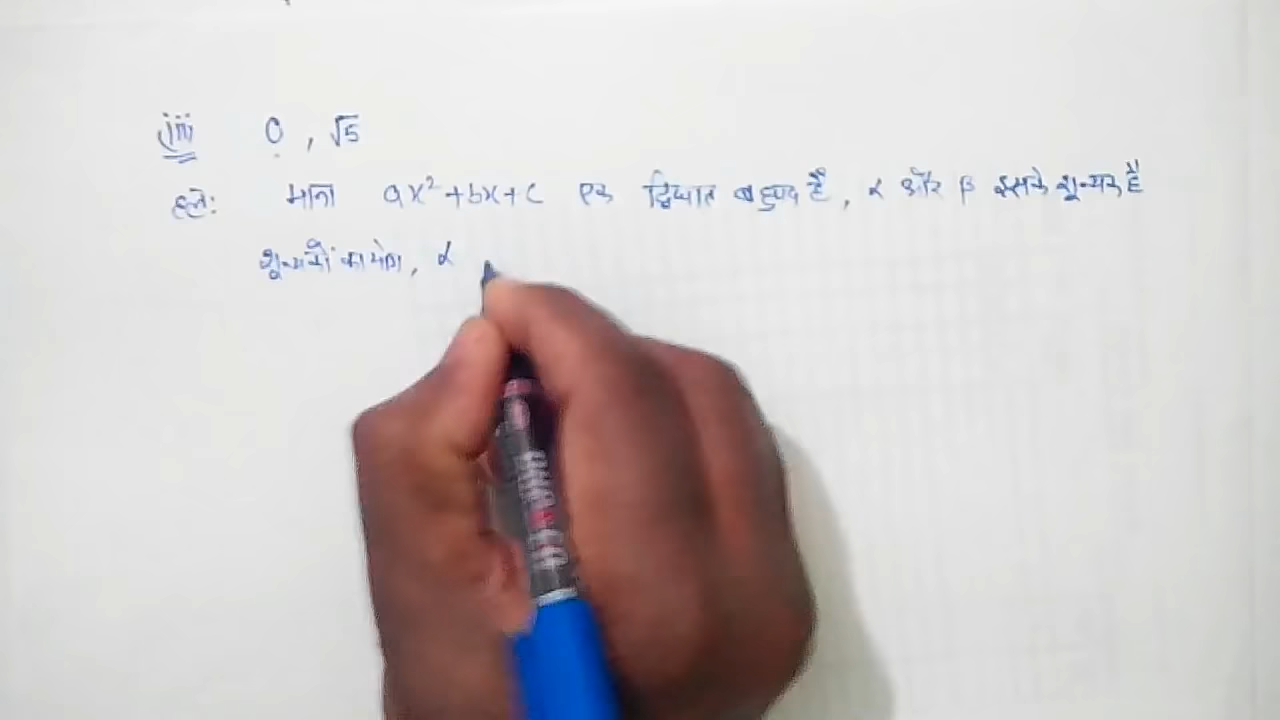 (iii) 0 , √5
हलः माना ax²+bx+c एक द्विघात बहुपद है, α और β इसके शून्यक है
शून्यकों का योग, α